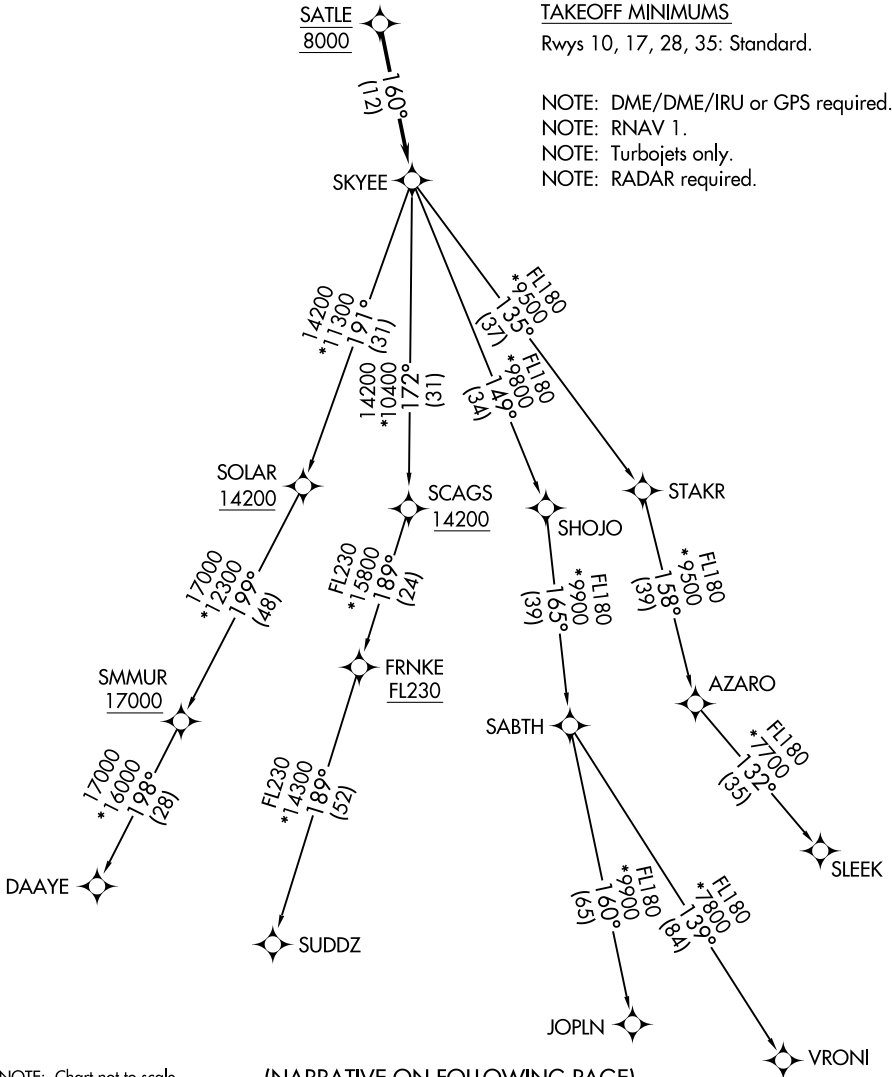 SATLE
8000
TAKEOFF MINIMUMS
Rwys 10, 17, 28, 35: Standard.
NOTE: DME/DME/IRU or GPS required.
NOTE: RNAV 1.
NOTE: Turbojets only.
NOTE: RADAR required.
160°
(12)
SKYEE
14200
*11300
191°
(31)
14200
*10400
172°
(31)
FL180
*9800
149°
(34)
FL180
*9500
135°
(37)
SOLAR
14200
SCAGS
14200
SHOJO
STAKR
17000
*12300
199°
(48)
FL230
*15800
189°
(24)
FL180
*9900
165°
(39)
FL180
*9500
158°
(39)
SMMUR
17000
FRNKE
FL230
SABTH
AZARO
17000
*16000
198°
(28)
FL230
*14300
189°
(52)
FL180
*9900
160°
(65)
FL180
*7800
139°
(84)
FL180
*7700
132°
(35)
DAAYE
SUDDZ
JOPLN
VRONI
SLEEK
NOTE: Chart not to scale
(NARRATIVE ON FOLLOWING PAGE)